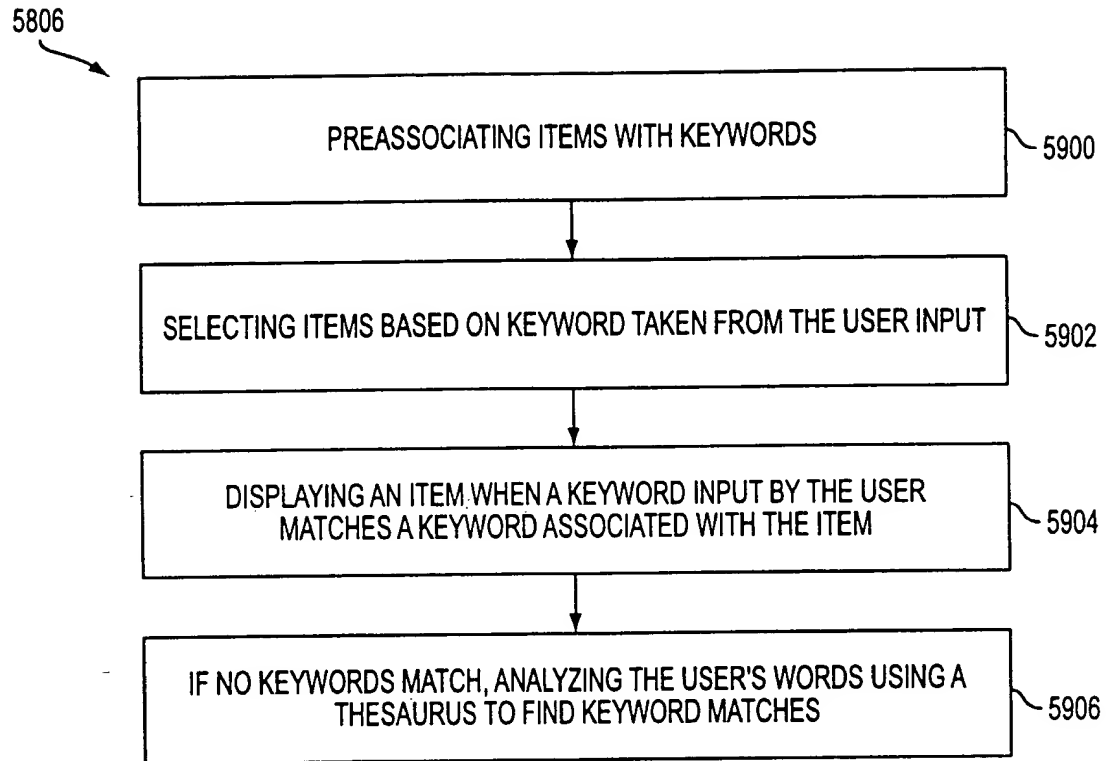 5806
PREASSOCIATING ITEMS WITH KEYWORDS
5900
SELECTING ITEMS BASED ON KEYWORD TAKEN FROM THE USER INPUT
5902
DISPLAYING AN ITEM WHEN A KEYWORD INPUT BY THE USER
MATCHES A KEYWORD ASSOCIATED WITH THE ITEM
5904
IF NO KEYWORDS MATCH, ANALYZING THE USER'S WORDS USING A
THESAURUS TO FIND KEYWORD MATCHES
5906